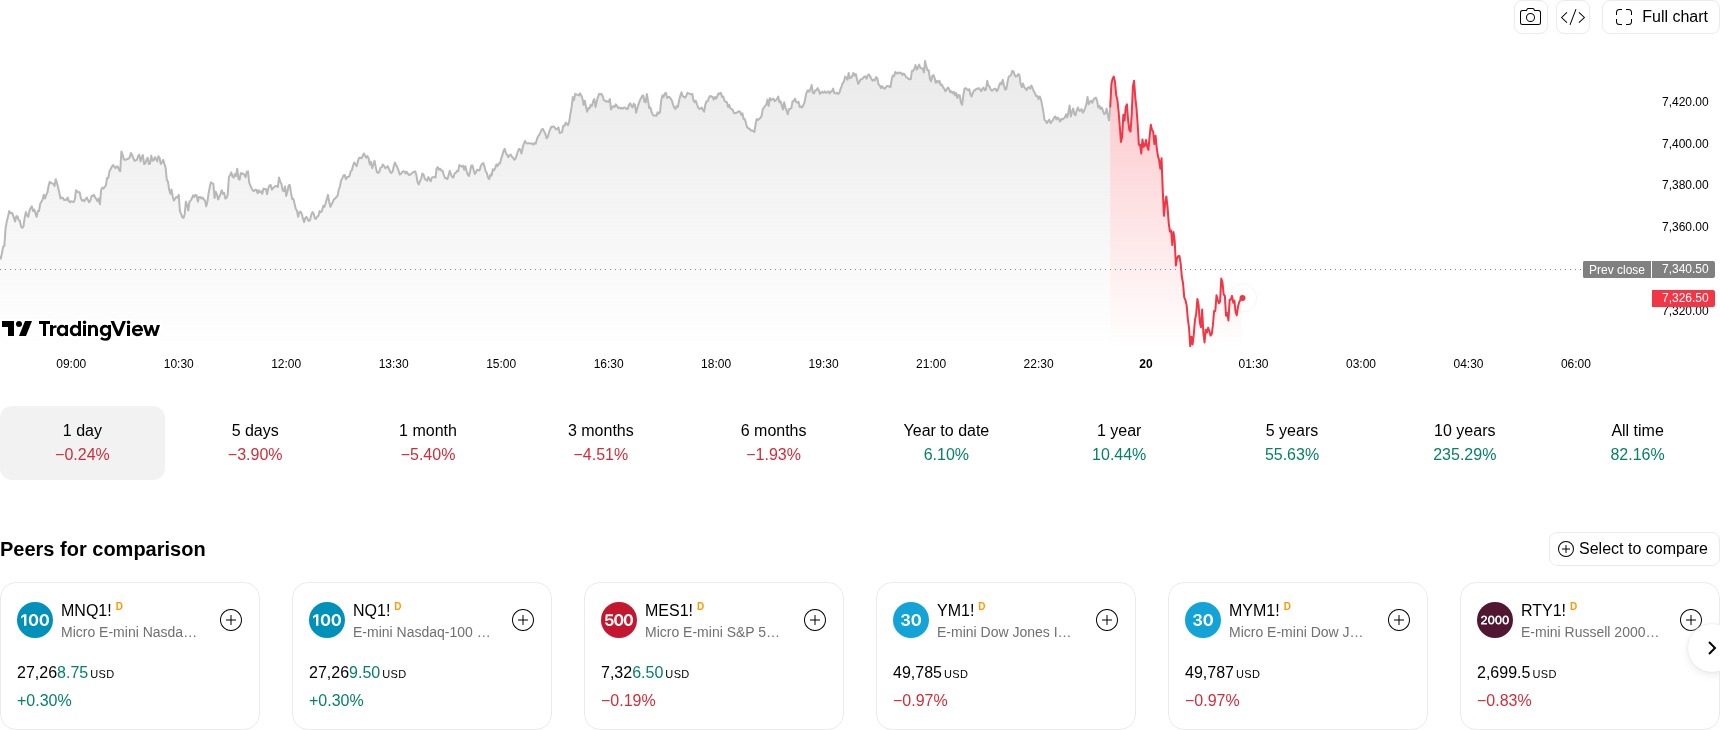 Full chart
7,420.00
7,400.00
7,380.00
7,360.00
Prev close 7,340.50
7,326.50
7,320.00
TradingView
09:00 10:30 12:00 13:30 15:00 16:30 18:00 19:30 21:00 22:30 20 01:30 03:00 04:30 06:00
1 day 5 days 1 month 3 months 6 months Year to date 1 year 5 years 10 years All time
−0.24% −3.90% −5.40% −4.51% −1.93% 6.10% 10.44% 55.63% 235.29% 82.16%
Peers for comparison
Select to compare
100 MNQ1! D
Micro E-mini Nasda…
27,268.75 USD
+0.30%
100 NQ1! D
E-mini Nasdaq-100 …
27,269.50 USD
+0.30%
500 MES1! D
Micro E-mini S&P 5…
7,326.50 USD
−0.19%
30 YM1! D
E-mini Dow Jones I…
49,785 USD
−0.97%
30 MYM1! D
Micro E-mini Dow J…
49,787 USD
−0.97%
2000 RTY1! D
E-mini Russell 2000…
2,699.5 USD
−0.83%